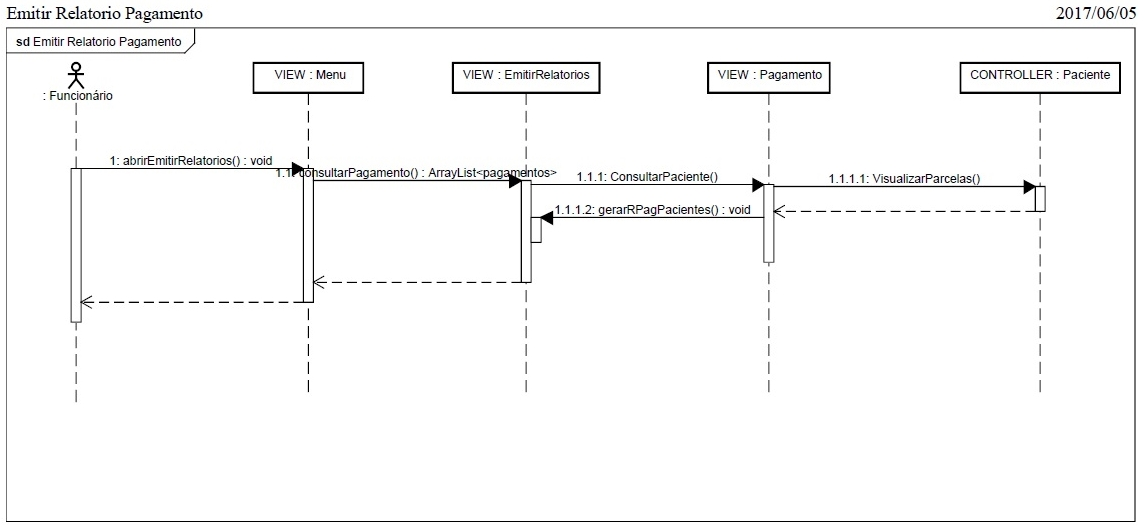 Emitir Relatorio Pagamento
2017/06/05
sd Emitir Relatorio Pagamento
: Funcionário
VIEW : Menu
VIEW : EmitirRelatorios
VIEW : Pagamento
CONTROLLER : Paciente
1: abrirEmitirRelatorios() : void
1.1: consultarPagamento() : ArrayList<pagamentos>
1.1.1: ConsultarPaciente()
1.1.1.1: VisualizarParcelas()
1.1.1.2: gerarRPagPacientes() : void